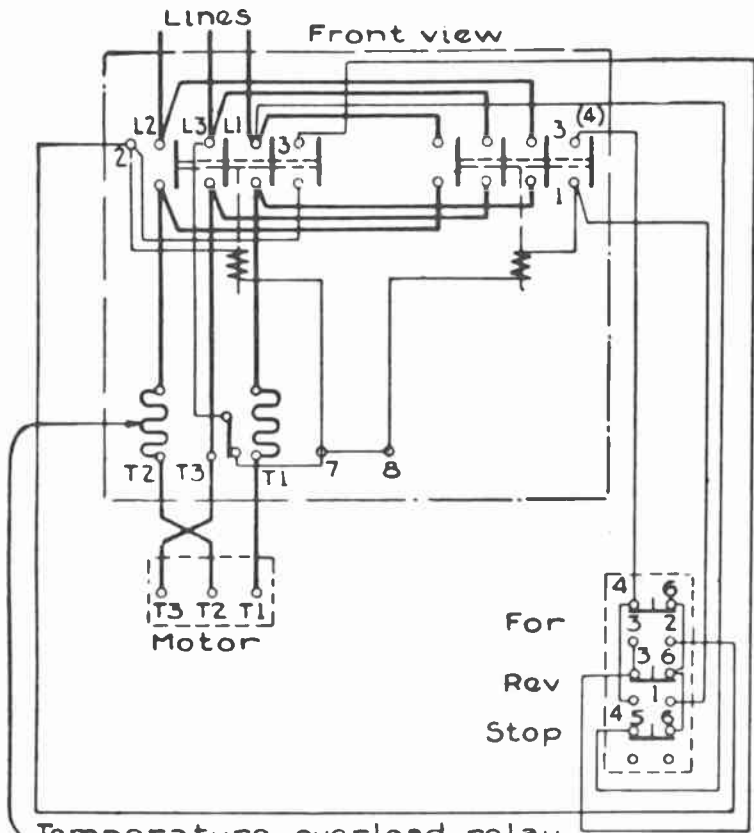 Lines
Front view
L2 L3 L1 3 3 (4)
2
1
T2 T3 T1 7 8
T3 T2 T1
Motor
4 6
For 3 2
3 6
Rev
1
4 5 6
Stop
Temperature overload relay